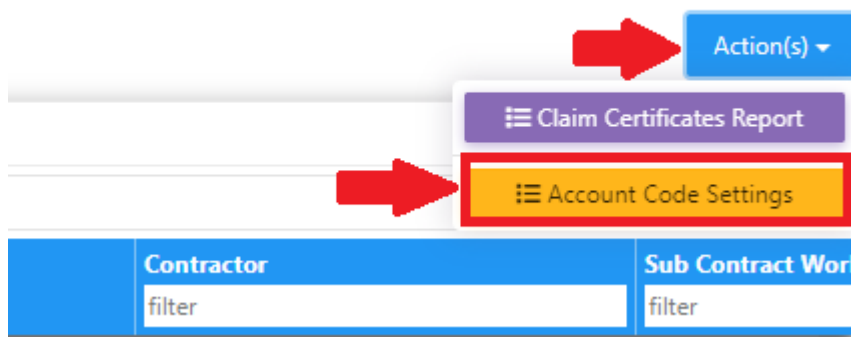 Action(s)
Claim Certificates Report
Account Code Settings
Contractor
Sub Contract Wor
filter
filter